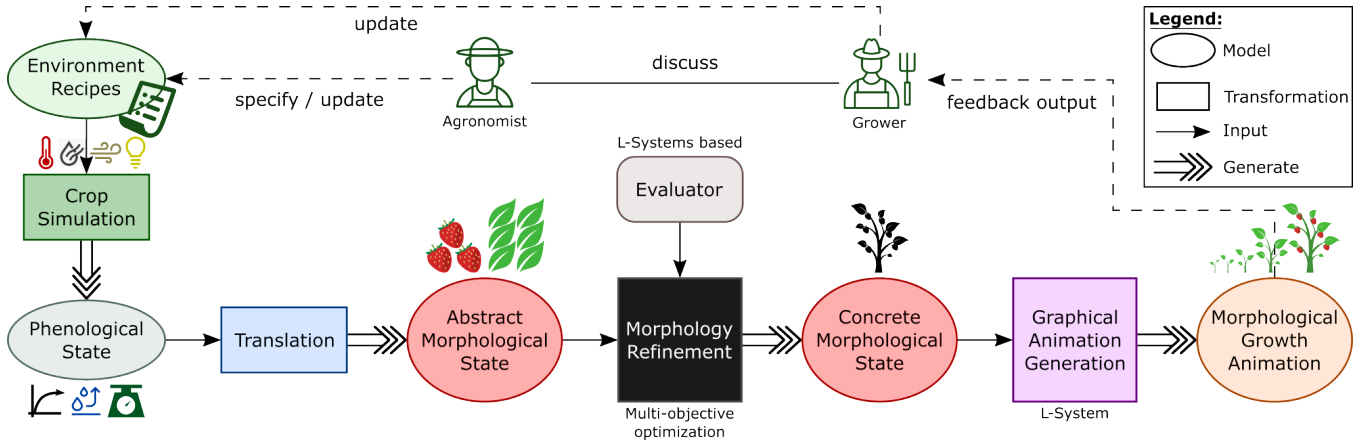 update
Legend:
Model
Transformation
Input
Generate
Environment
Recipes
specify / update
Agronomist
discuss
Grower
feedback output
Crop
Simulation
L-Systems based
Evaluator
Phenological
State
Translation
Abstract
Morphological
State
Morphology
Refinement
Multi-objective
optimization
Concrete
Morphological
State
Graphical
Animation
Generation
L-System
Morphological
Growth
Animation